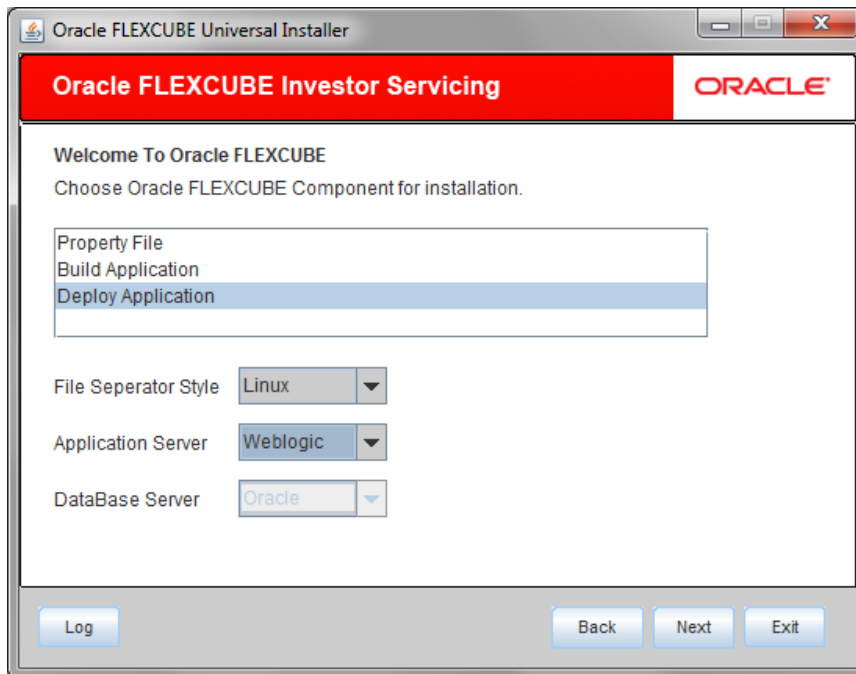 Oracle FLEXCUBE Universal Installer
Oracle FLEXCUBE Investor Servicing
ORACLE
Welcome To Oracle FLEXCUBE
Choose Oracle FLEXCUBE Component for installation.
Property File
Build Application
Deploy Application
File Seperator Style Linux
Application Server Weblogic
DataBase Server Oracle
Log Back Next Exit